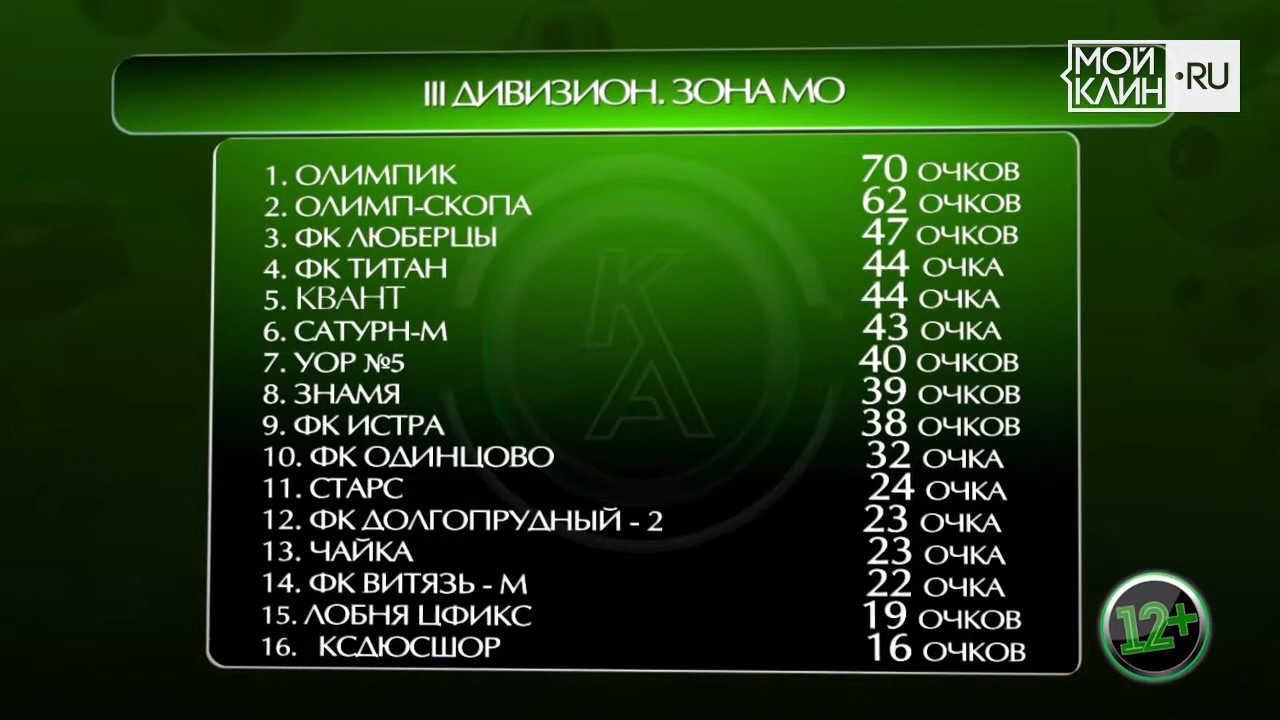 МОЙ
КЛИН
.RU
III ДИВИЗИОН. ЗОНА МО
1. ОЛИМПИК 70 ОЧКОВ
2. ОЛИМП-СКОПА 62 ОЧКОВ
3. ФК ЛЮБЕРЦЫ 47 ОЧКОВ
4. ФК ТИТАН 44 ОЧКА
5. КВАНТ 44 ОЧКА
6. САТУРН-М 43 ОЧКА
7. УОР №5 40 ОЧКОВ
8. ЗНАМЯ 39 ОЧКОВ
9. ФК ИСТРА 38 ОЧКОВ
10. ФК ОДИНЦОВО 32 ОЧКА
11. СТАРС 24 ОЧКА
12. ФК ДОЛГОПРУДНЫЙ - 2 23 ОЧКА
13. ЧАЙКА 23 ОЧКА
14. ФК ВИТЯЗЬ - М 22 ОЧКА
15. ЛОБНЯ ЦФИКС 19 ОЧКОВ
16. КСДЮСШОР 16 ОЧКОВ
КА
12+